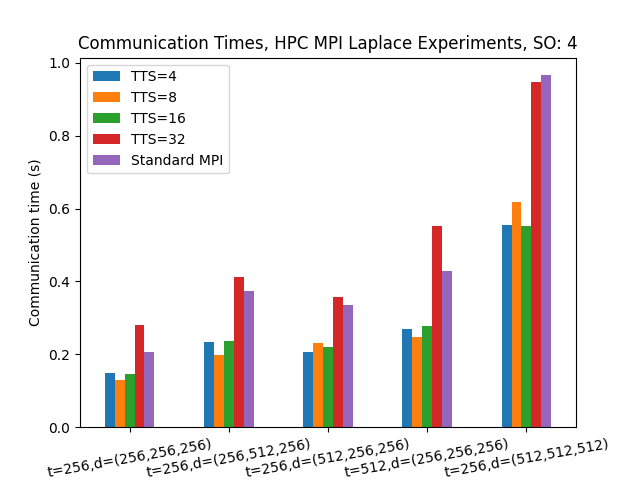 Communication Times, HPC MPI Laplace Experiments, SO: 4
1.0
0.8
0.6
0.4
0.2
0.0
Communication time (s)
TTS=4
TTS=8
TTS=16
TTS=32
Standard MPI
t=256,d=(256,256,256)
t=256,d=(256,512,256)
t=256,d=(512,256,256)
t=512,d=(256,256,256)
t=256,d=(512,512,512)